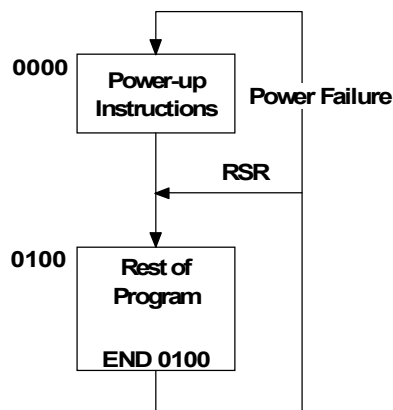 0000
Power-up
Instructions
Power Failure
RSR
0100
Rest of
Program
END 0100